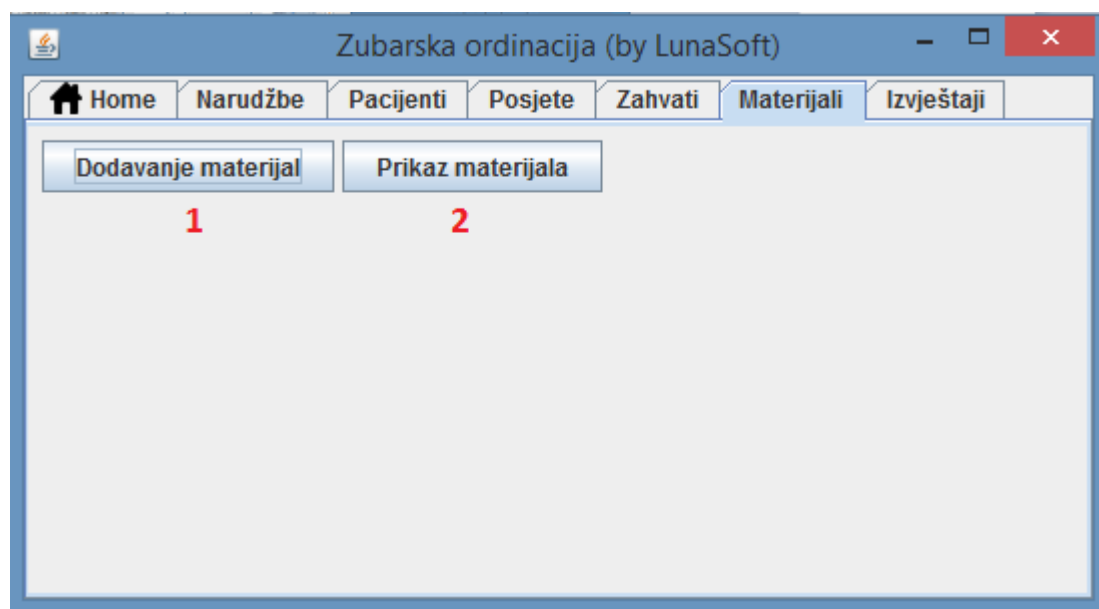 Zubarska ordinacija (by LunaSoft)
Home Narudžbe Pacijenti Posjete Zahvati Materijali Izvještaji
Dodavanje materijal Prikaz materijala
1 2